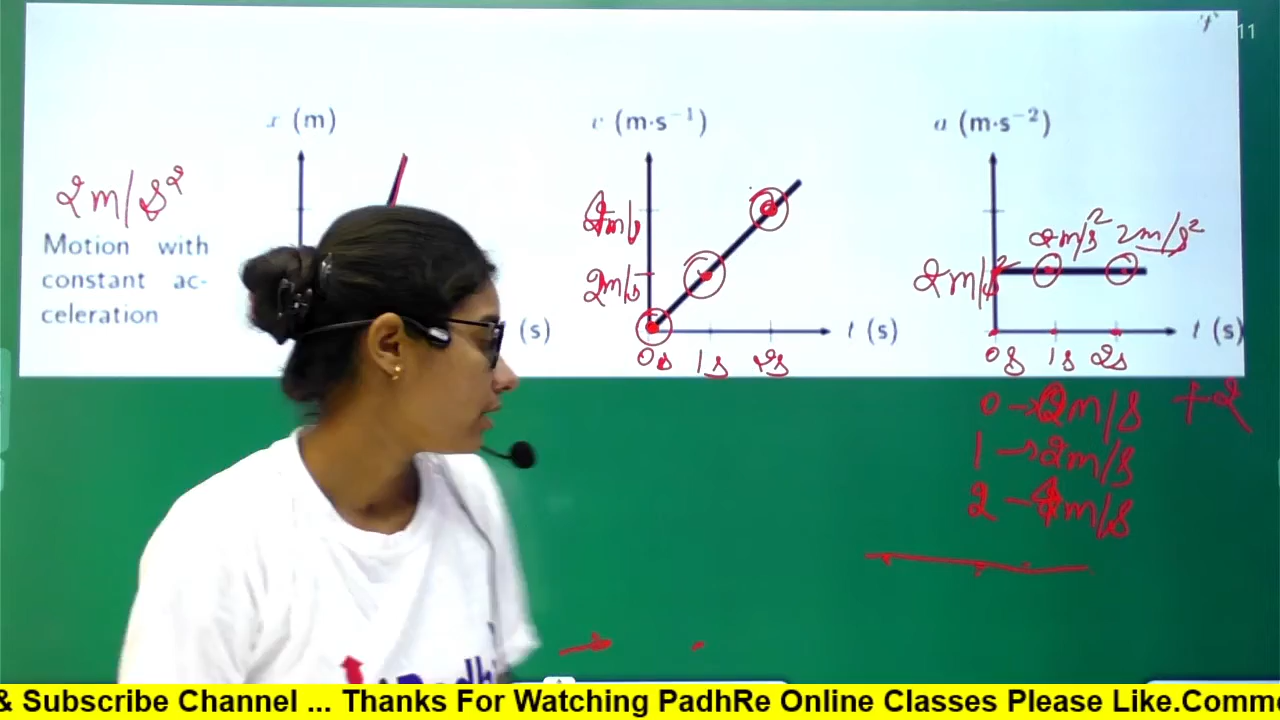 11
x (m)
v (m·s⁻¹)
a (m·s⁻²)
2m/s²
Motion with
constant ac-
celeration
(s)
4m/s
2m/s
0s 1s 2s
t (s)
2m/s² 2m/s²
2m/s²
0s 1s 2s
t (s)
0 → 2m/s +2
1 → 2m/s
2 - 4m/s
& Subscribe Channel ... Thanks For Watching PadhRe Online Classes Please Like.Comme